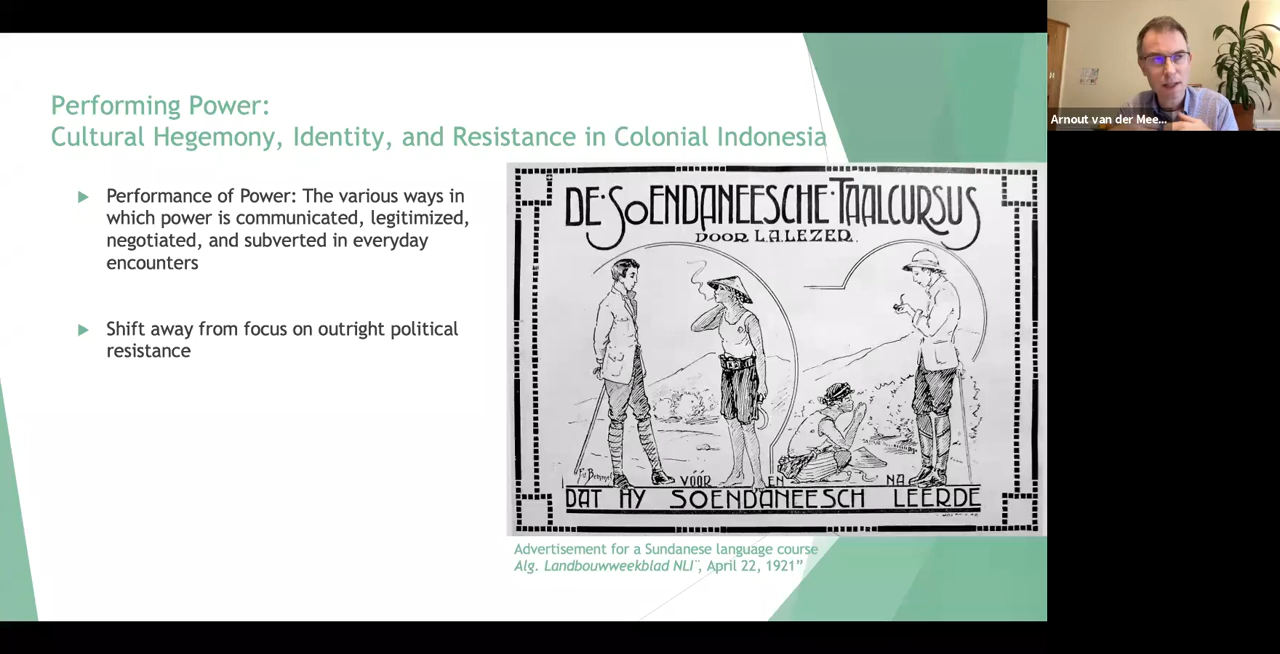 Performing Power:
Cultural Hegemony, Identity, and Resistance in Colonial Indonesia
Performance of Power: The various ways in
which power is communicated, legitimized,
negotiated, and subverted in everyday
encounters
Shift away from focus on outright political
resistance
DE·SOENDANEESCHE·TAALCURSUS
DOOR L.A.LEZER.
VÓÓR EN NA
DAT HY SOENDANEESCH LEERDE
Advertisement for a Sundanese language course
Alg. Landbouwweekblad NLI¨, April 22, 1921”
Arnout van der Mee...